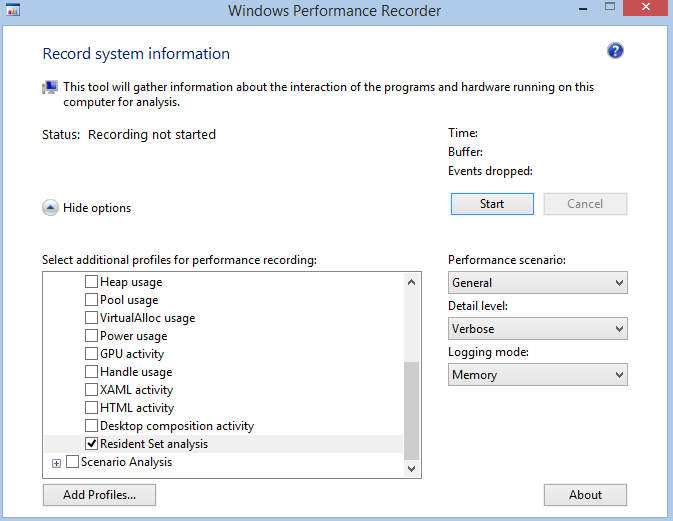 Windows Performance Recorder
Record system information
This tool will gather information about the interaction of the programs and hardware running on this
computer for analysis.
Status: Recording not started
Time:
Buffer:
Events dropped:
Hide options
Start
Cancel
Select additional profiles for performance recording:
Heap usage
Pool usage
VirtualAlloc usage
Power usage
GPU activity
Handle usage
XAML activity
HTML activity
Desktop composition activity
Resident Set analysis
Scenario Analysis
Performance scenario:
General
Detail level:
Verbose
Logging mode:
Memory
Add Profiles...
About